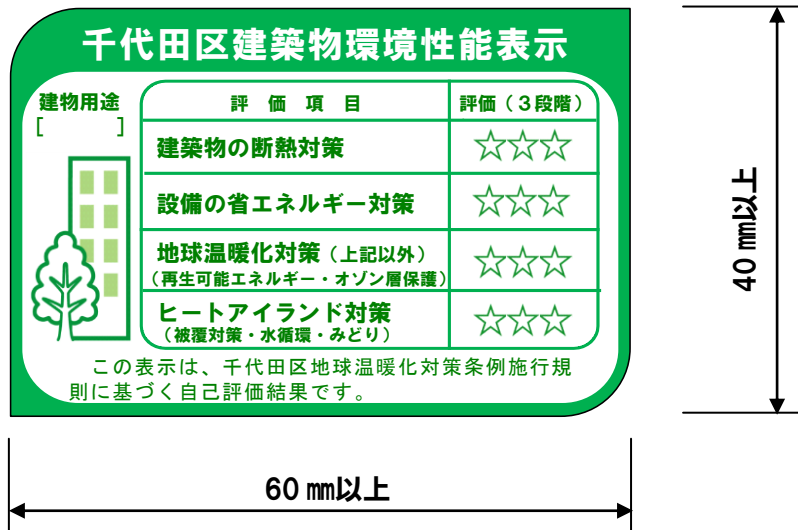 千代田区建築物環境性能表示
建物用途
[　　　]
評　価　項　目
評価（３段階）
建築物の断熱対策
☆☆☆
設備の省エネルギー対策
☆☆☆
地球温暖化対策（上記以外）
（再生可能エネルギー・オゾン層保護）
☆☆☆
ヒートアイランド対策
（被覆対策・水循環・みどり）
☆☆☆
この表示は、千代田区地球温暖化対策条例施行規
則に基づく自己評価結果です。
40 ㎜以上
60 ㎜以上